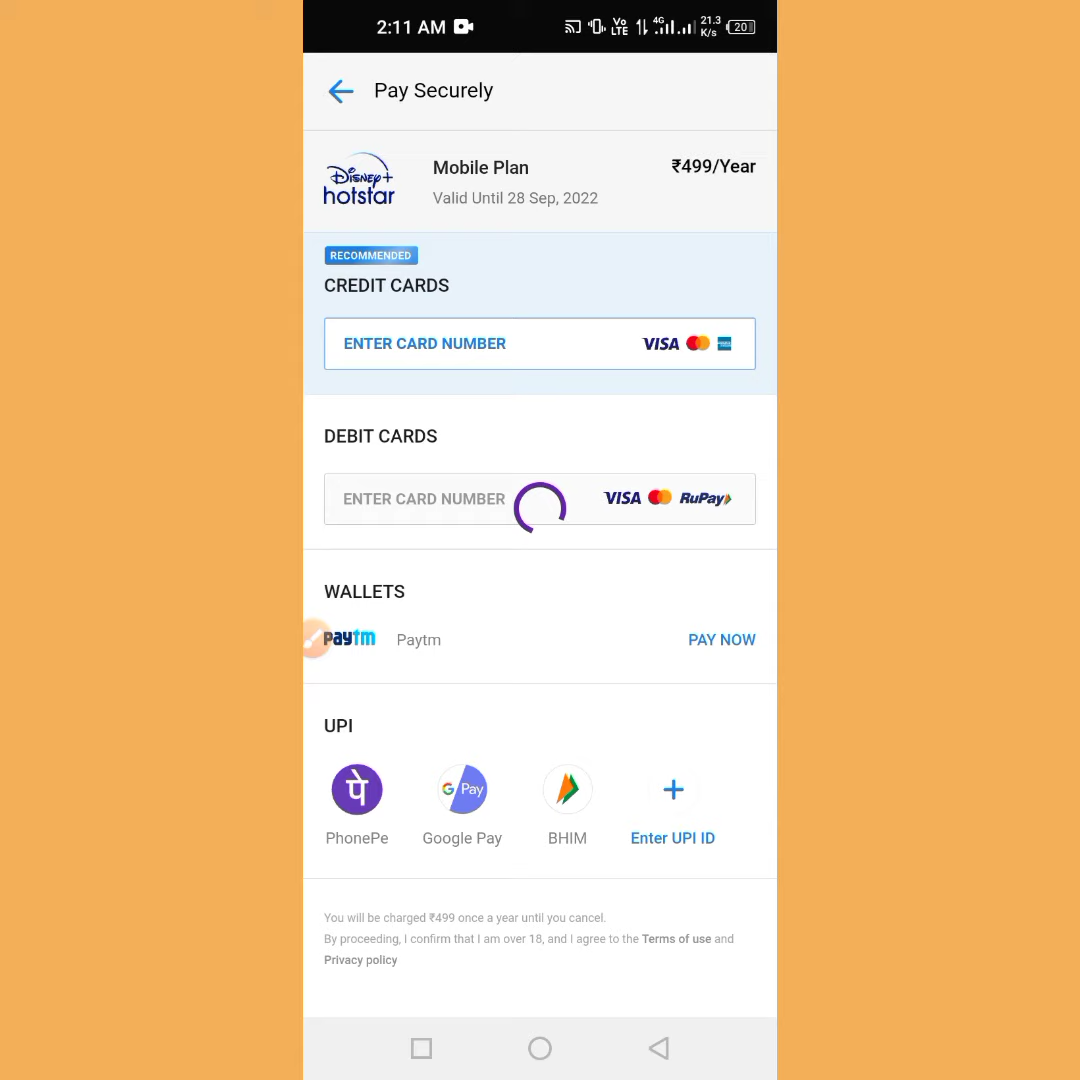 2:11 AM Vo LTE 4G 21.3 K/s 20
Pay Securely
Disney+ hotstar
Mobile Plan ₹499/Year
Valid Until 28 Sep, 2022
RECOMMENDED
CREDIT CARDS
ENTER CARD NUMBER VISA
DEBIT CARDS
ENTER CARD NUMBER VISA RuPay
WALLETS
paytm Paytm PAY NOW
UPI
पे G Pay
PhonePe Google Pay BHIM Enter UPI ID
You will be charged ₹499 once a year until you cancel.
By proceeding, I confirm that I am over 18, and I agree to the Terms of use and
Privacy policy